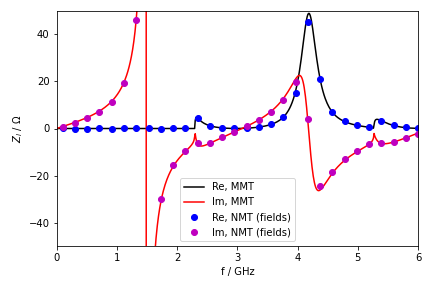 40
20
0
−20
−40
Z_i / Ω
0 1 2 3 4 5 6
f / GHz
Re, MMT
Im, MMT
Re, NMT (fields)
Im, NMT (fields)